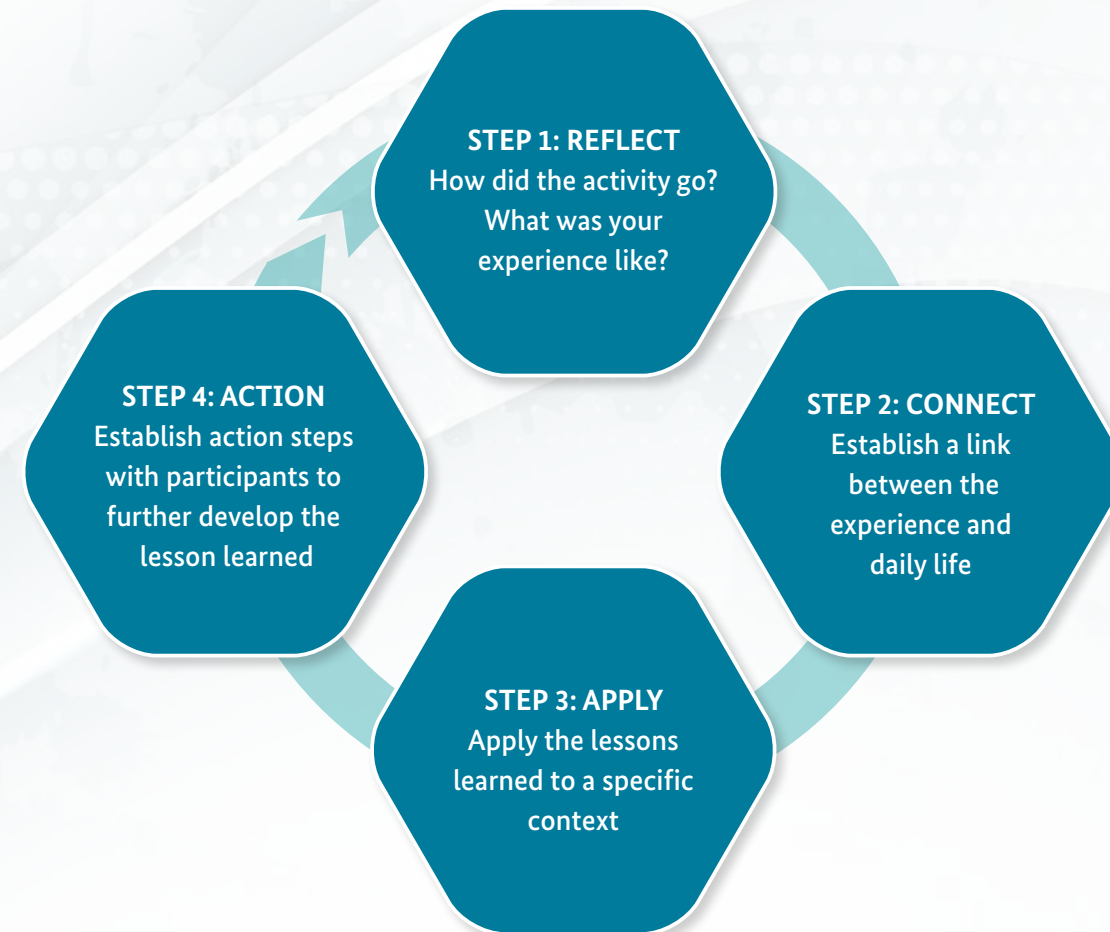 STEP 1: REFLECT
How did the activity go?
What was your
experience like?
STEP 2: CONNECT
Establish a link
between the
experience and
daily life
STEP 3: APPLY
Apply the lessons
learned to a specific
context
STEP 4: ACTION
Establish action steps
with participants to
further develop the
lesson learned